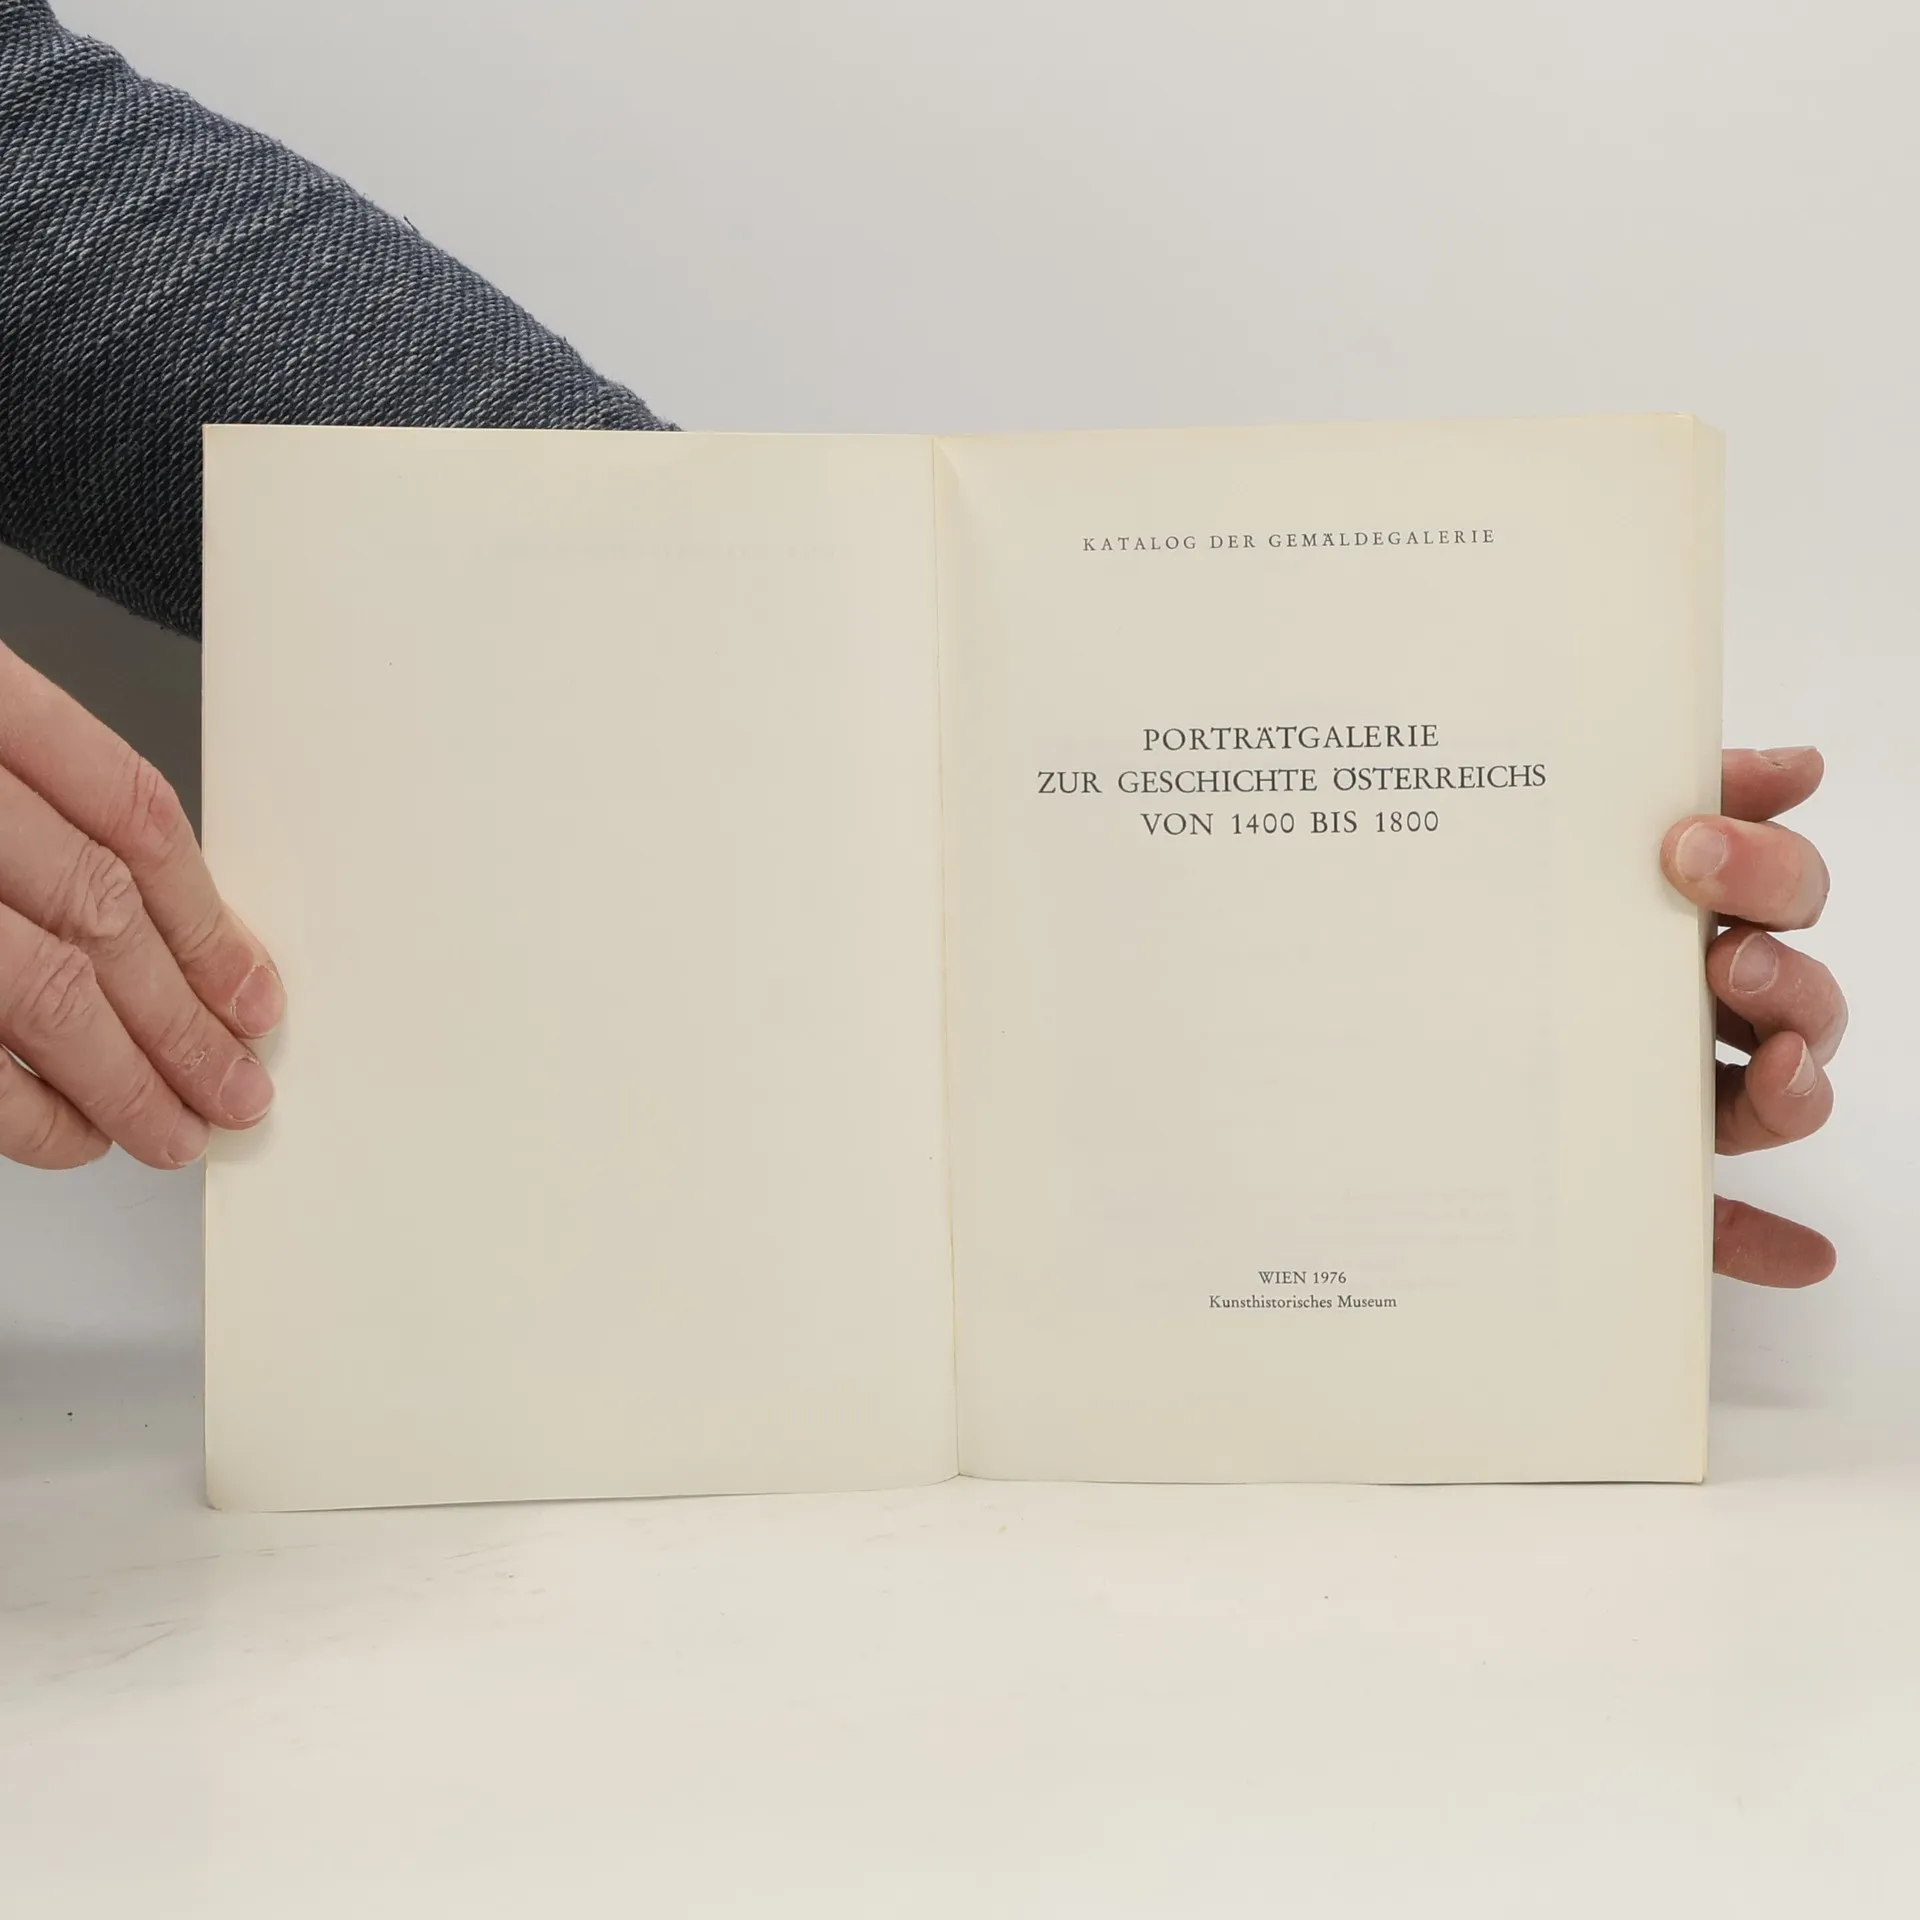 KATALOG DER GEMÄLDEGALERIE
PORTRÄTGALERIE
ZUR GESCHICHTE ÖSTERREICHS
VON 1400 BIS 1800
WIEN 1976
Kunsthistorisches Museum